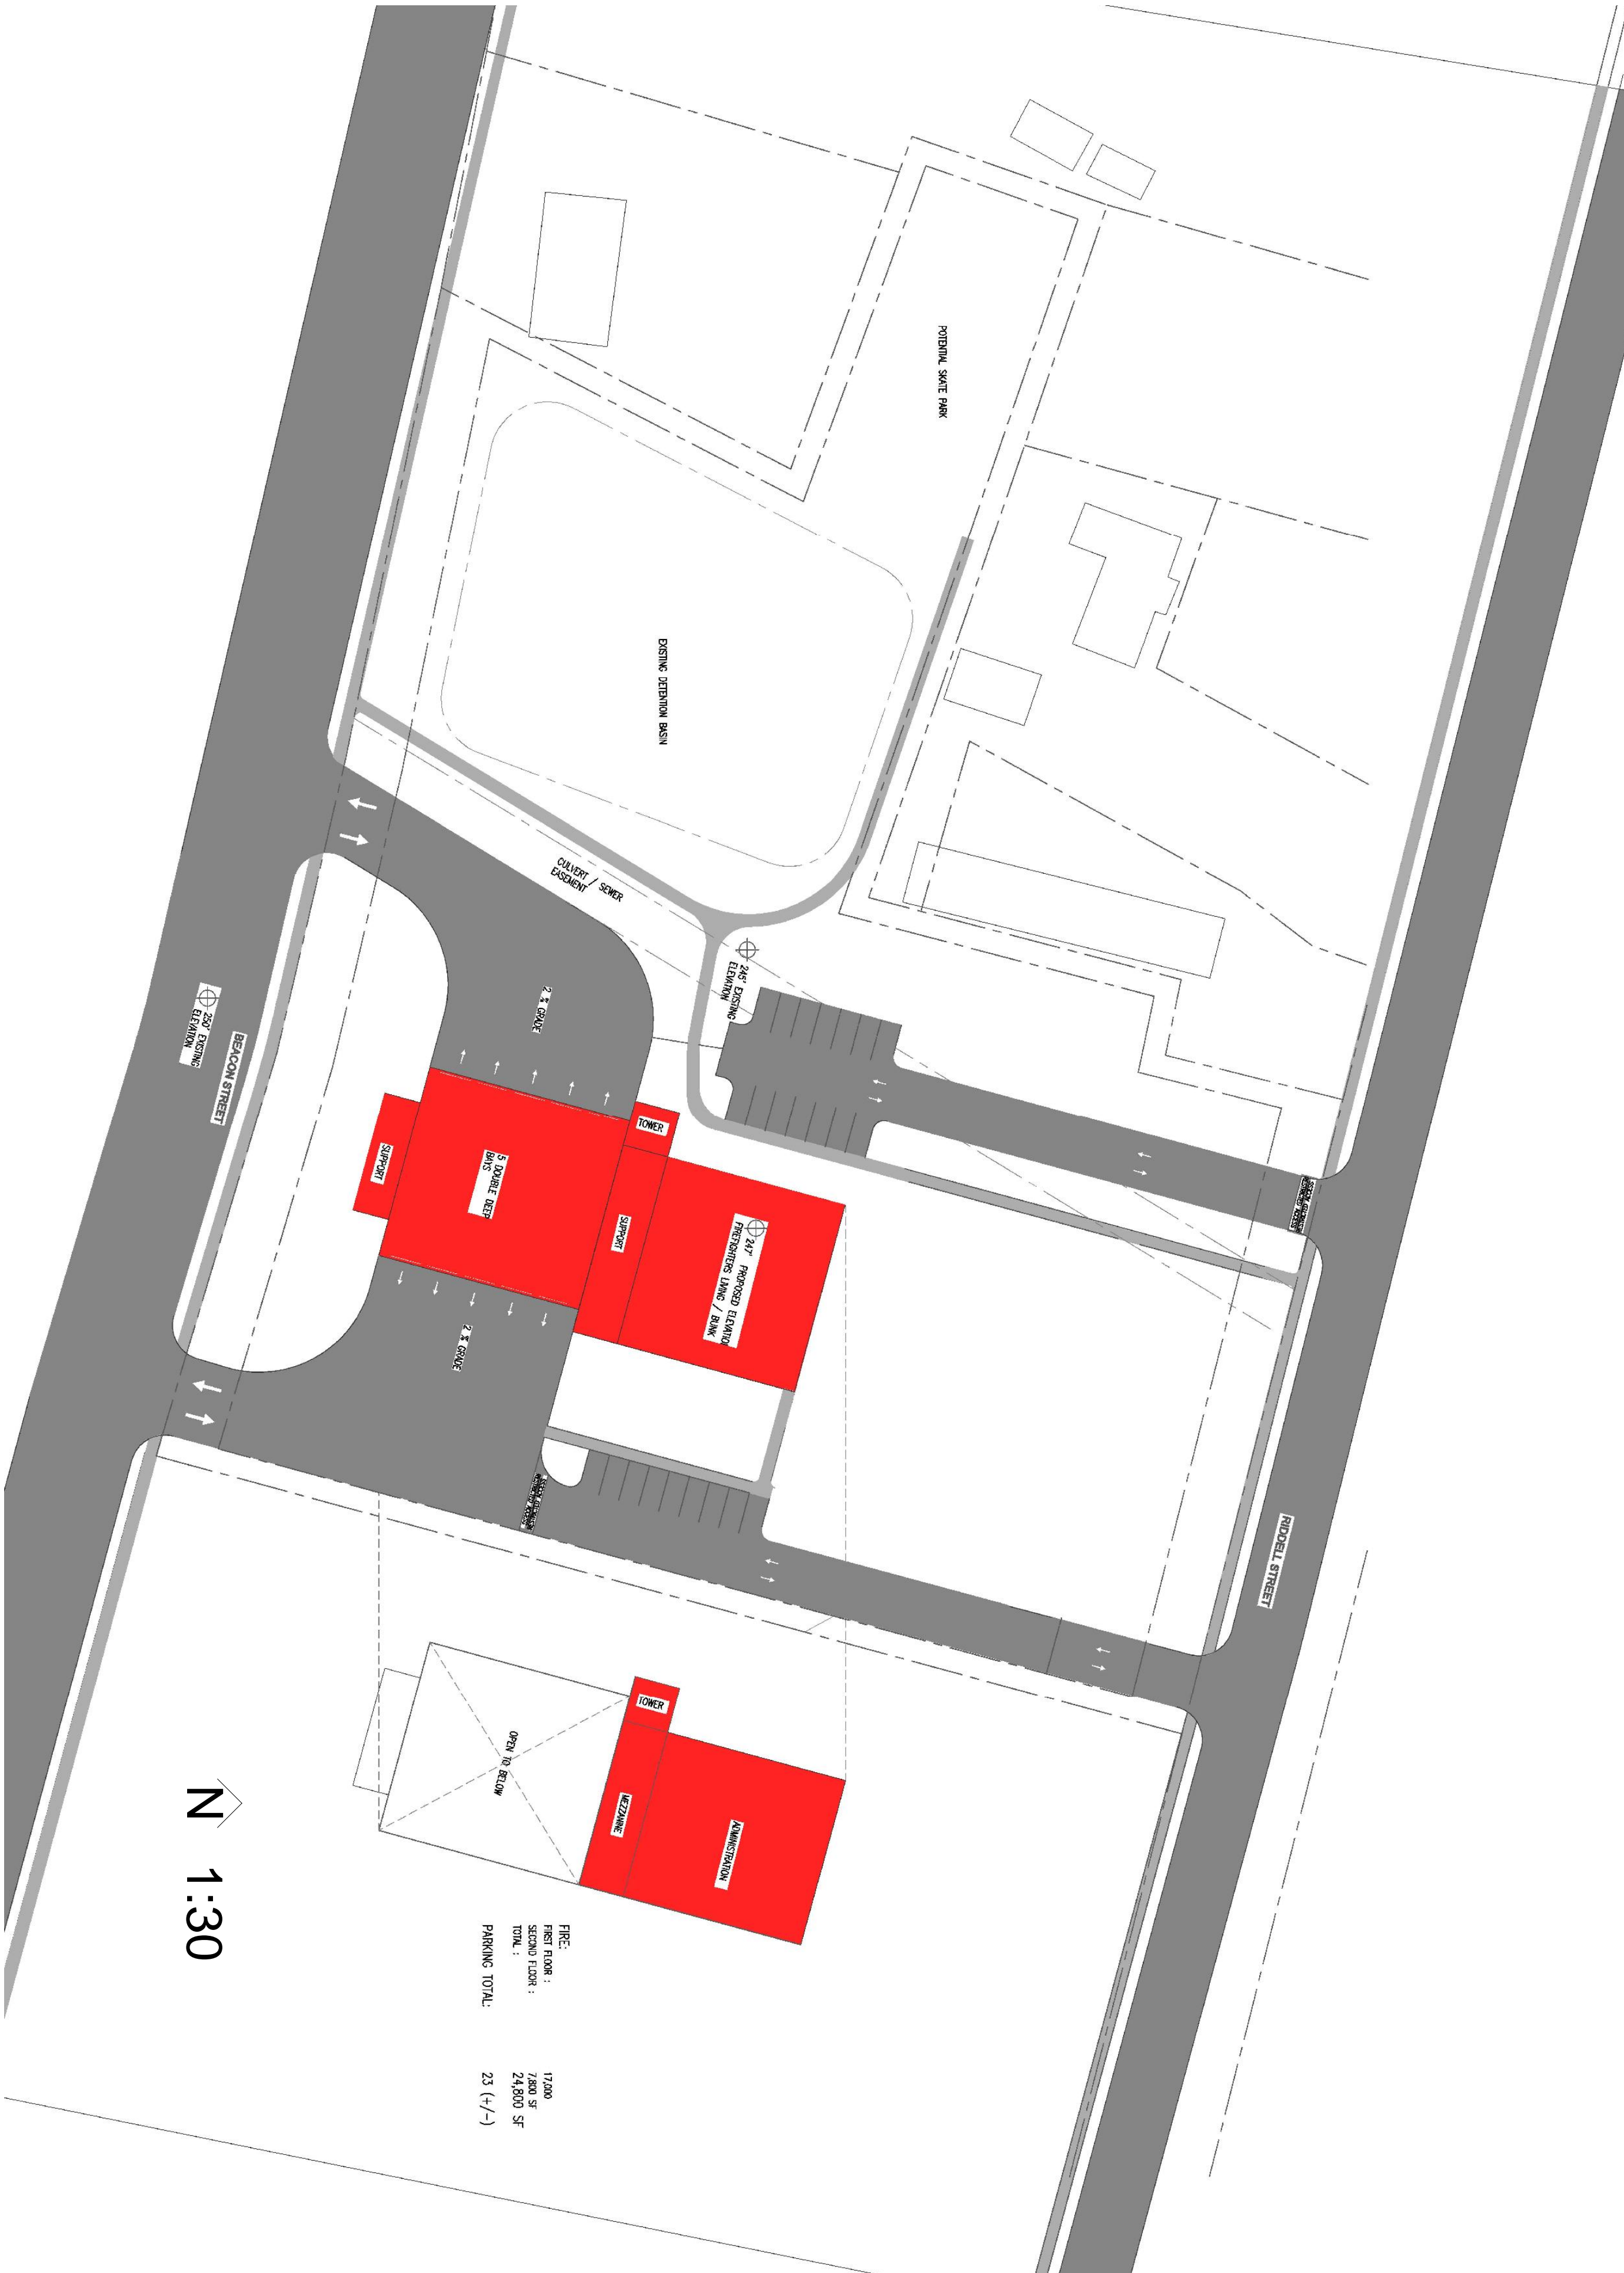 POTENTIAL SKATE PARK
EXISTING DETENTION BASIN
CULVERT / SEWER
EASEMENT
245' EXISTING
ELEVATION
250' EXISTING
ELEVATION
BEACON STREET
2 % GRADE
TOWER
SUPPORT
5 DOUBLE DEEP
BAYS
SUPPORT
247' PROPOSED ELEVATIO
FIREFIGHTERS LIVING / BUNK
2 % GRADE
RIDDELL STREET
TOWER
OPEN TO BELOW
MEZZANINE
ADMINISTRATION
FIRE:
FIRST FLOOR : 17,000
SECOND FLOOR : 7,800 SF
TOTAL : 24,800 SF
PARKING TOTAL: 23 (+/-)
N 1:30